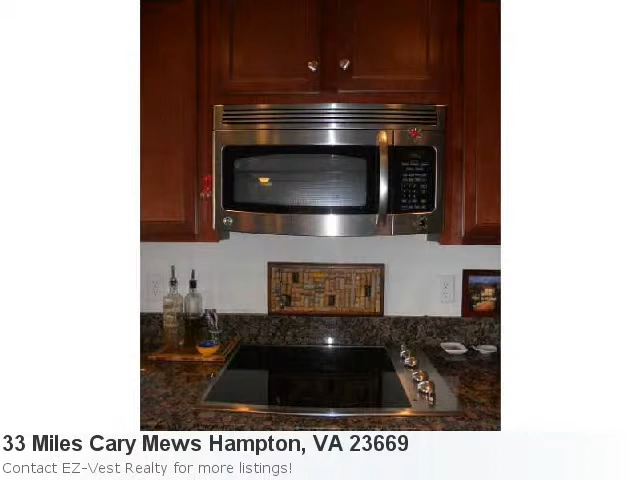 33 Miles Cary Mews Hampton, VA 23669
Contact EZ-Vest Realty for more listings!